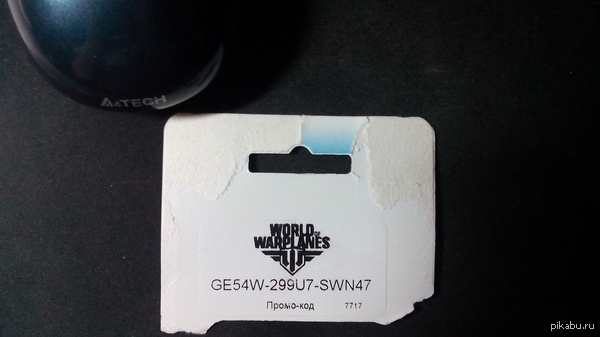 A4TECH
WORLD OF
WARPLANES
GE54W-299U7-SWN47
Промо-код 7717
pikabu.ru